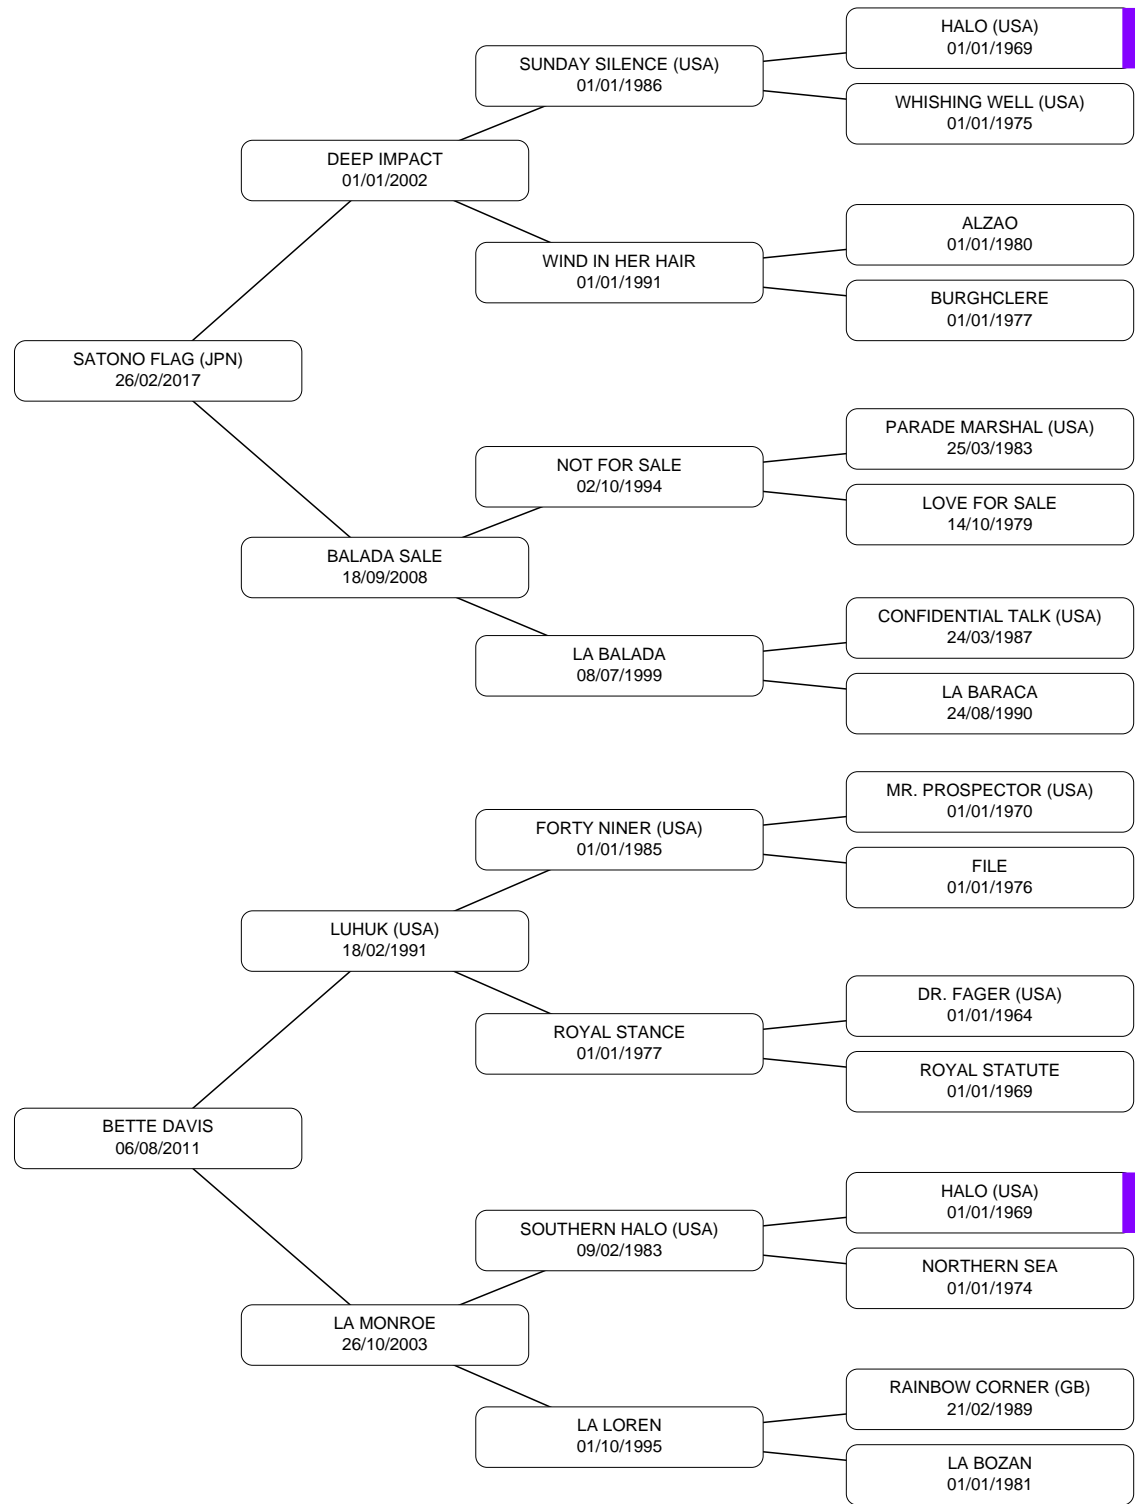 HALO (USA)
01/01/1969
SUNDAY SILENCE (USA)
01/01/1986
WHISHING WELL (USA)
01/01/1975
DEEP IMPACT
01/01/2002
ALZAO
01/01/1980
WIND IN HER HAIR
01/01/1991
BURGHCLERE
01/01/1977
SATONO FLAG (JPN)
26/02/2017
PARADE MARSHAL (USA)
25/03/1983
NOT FOR SALE
02/10/1994
LOVE FOR SALE
14/10/1979
BALADA SALE
18/09/2008
CONFIDENTIAL TALK (USA)
24/03/1987
LA BALADA
08/07/1999
LA BARACA
24/08/1990
MR. PROSPECTOR (USA)
01/01/1970
FORTY NINER (USA)
01/01/1985
FILE
01/01/1976
LUHUK (USA)
18/02/1991
DR. FAGER (USA)
01/01/1964
ROYAL STANCE
01/01/1977
ROYAL STATUTE
01/01/1969
BETTE DAVIS
06/08/2011
HALO (USA)
01/01/1969
SOUTHERN HALO (USA)
09/02/1983
NORTHERN SEA
01/01/1974
LA MONROE
26/10/2003
RAINBOW CORNER (GB)
21/02/1989
LA LOREN
01/10/1995
LA BOZAN
01/01/1981